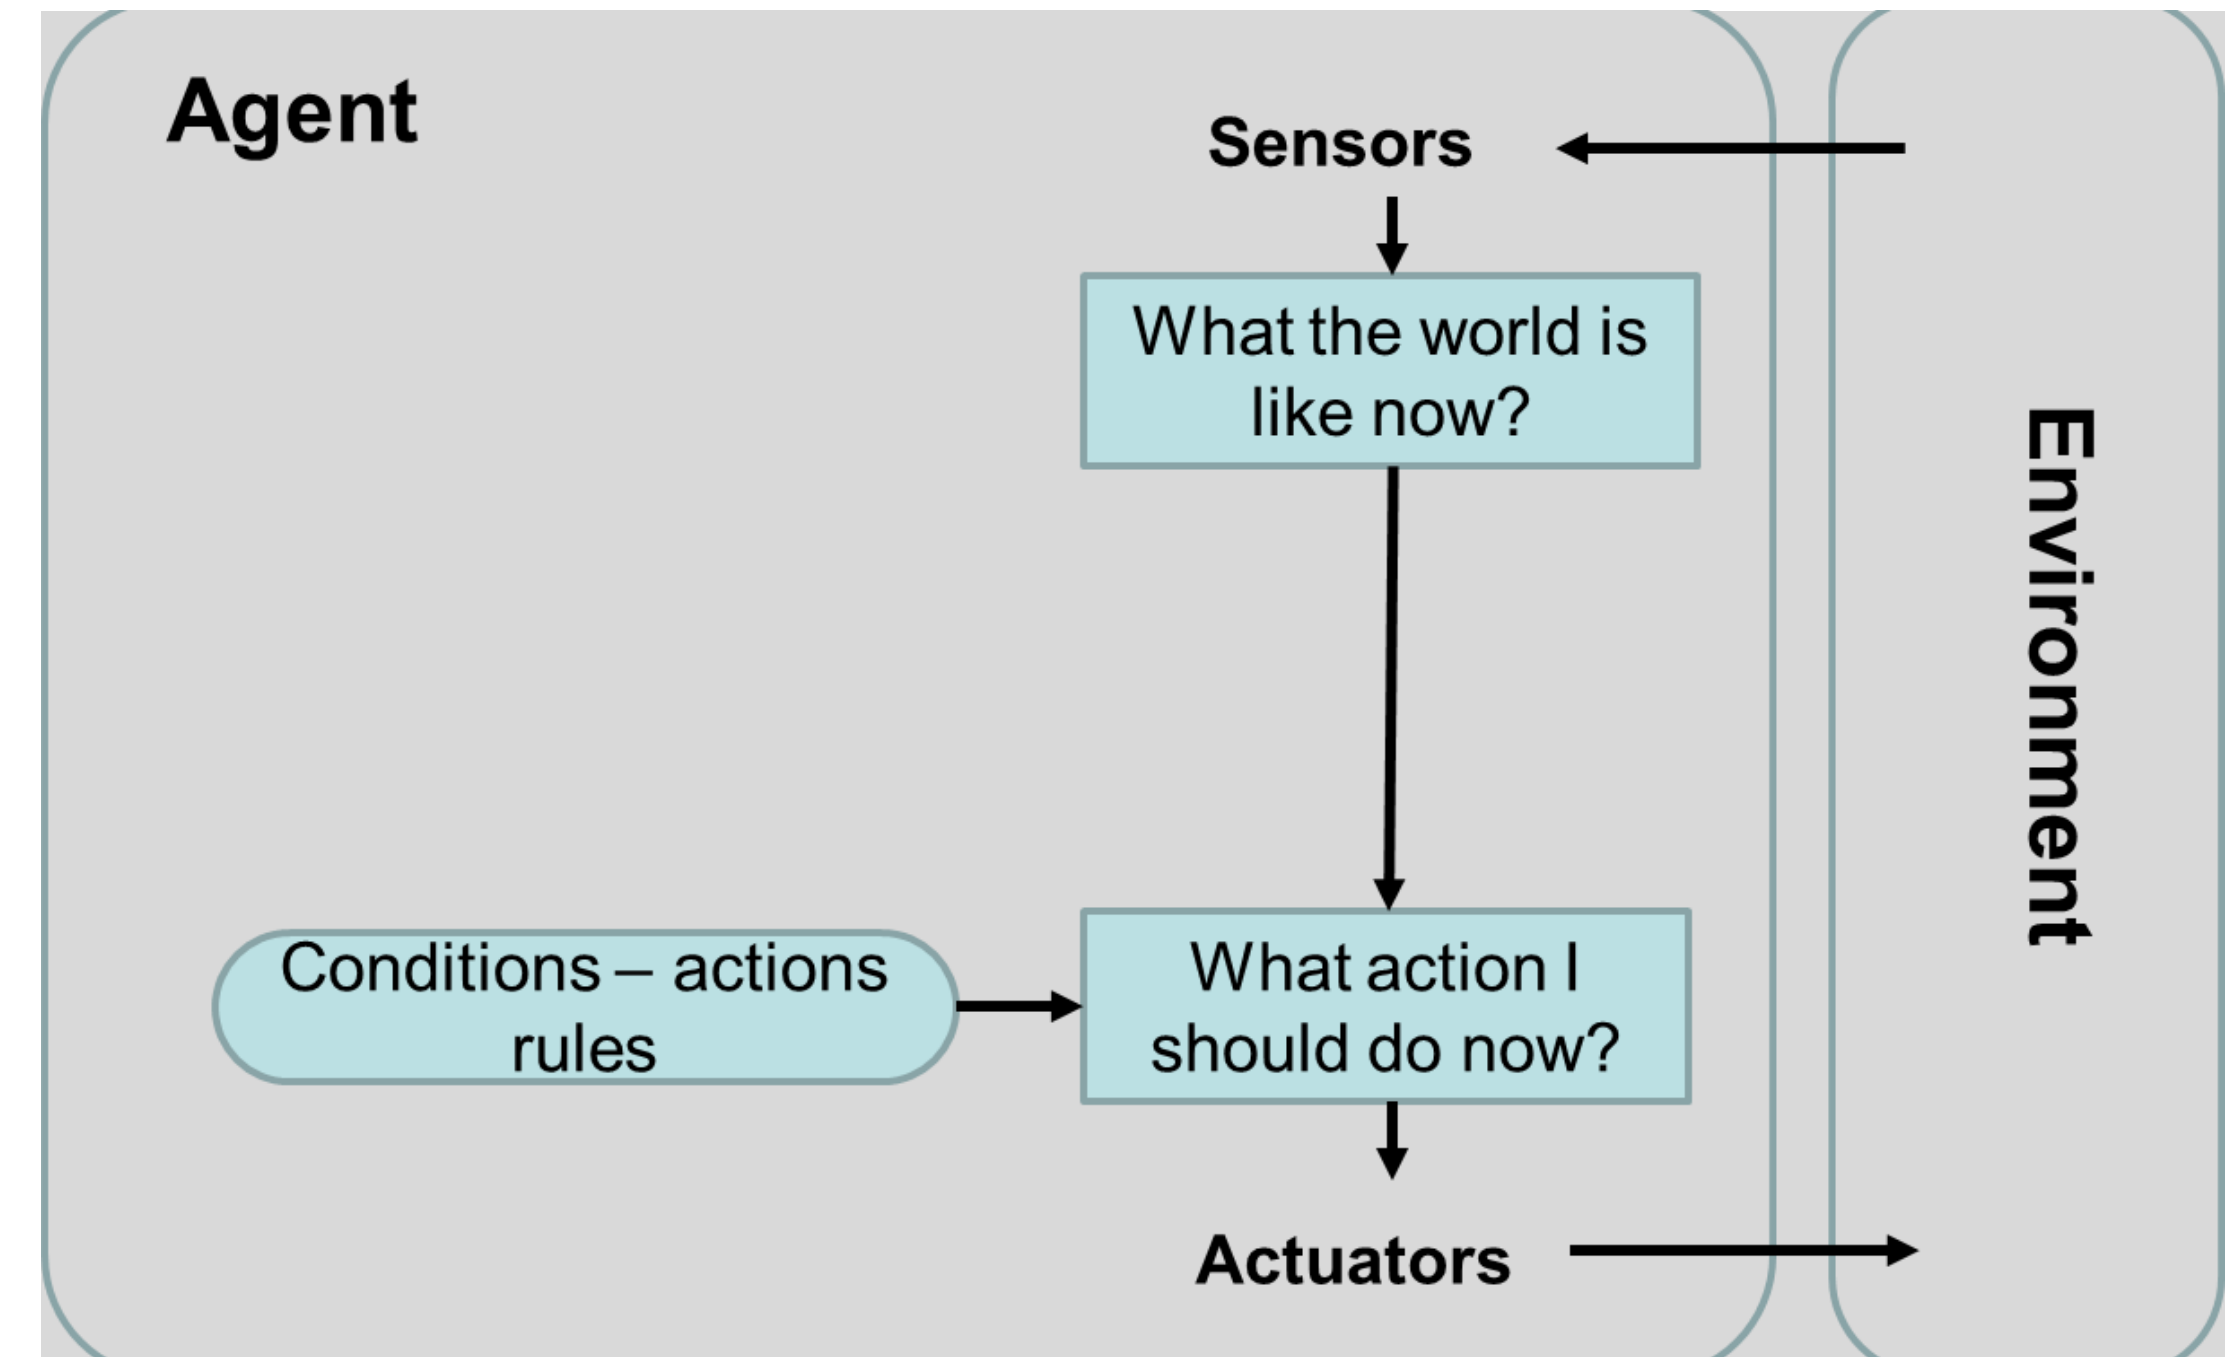 Agent
Sensors
What the world is
like now?
Environment
Conditions – actions
rules
What action I
should do now?
Actuators